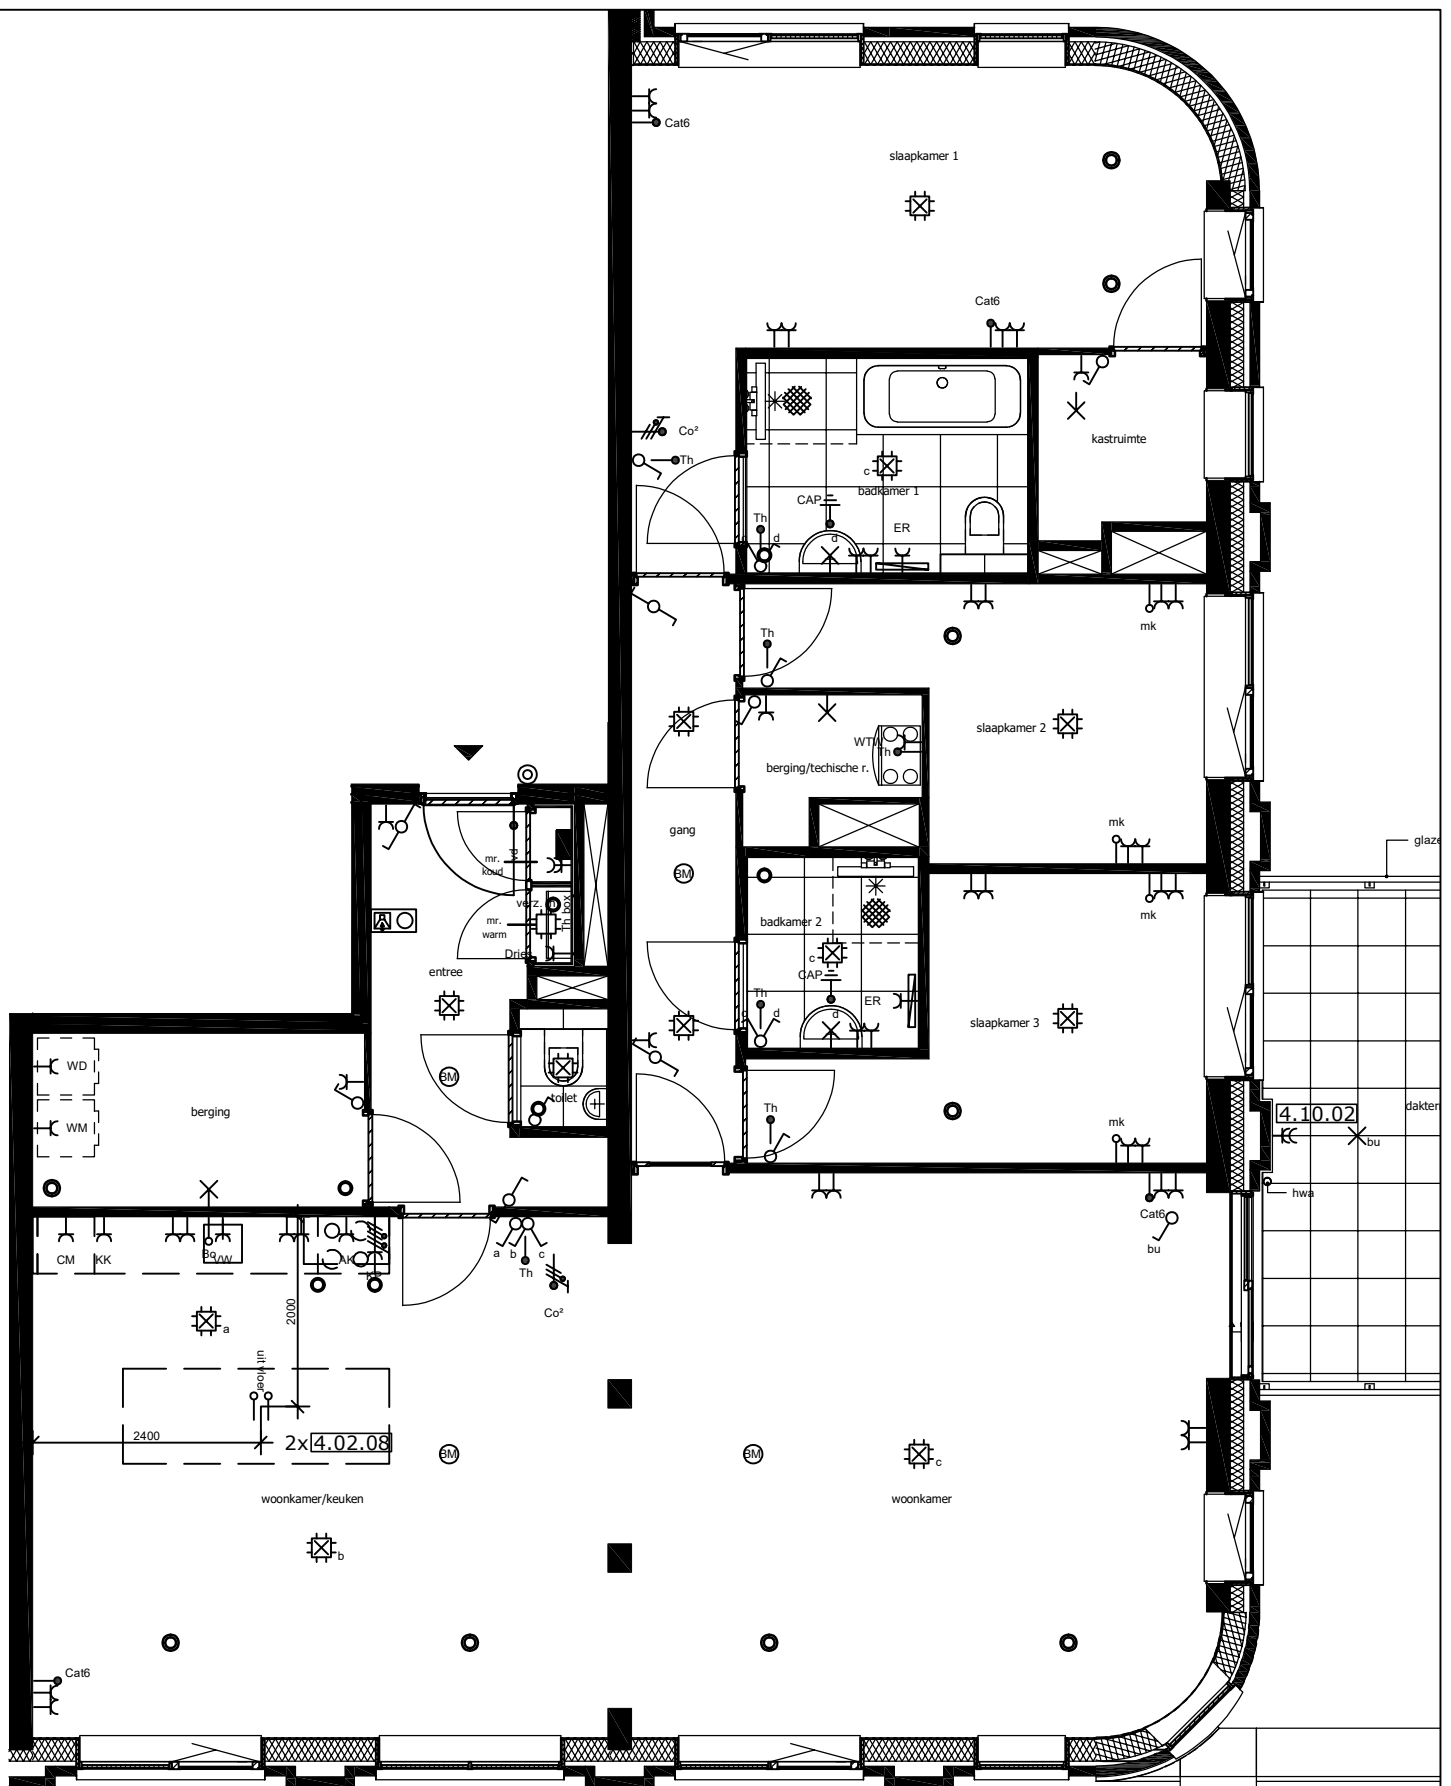 Cat6
slaapkamer 1
Cat6
Co²
Th
kastruimte
c
badkamer 1
CAP
ER
Th
d
d
Th
mk
slaapkamer 2
WTW
Th
berging/techische r.
gang
mk
glaze
BM
mr.
koud
vd
mk
verz.
Th box
mr.
warm
badkamer 2
Dries
c
CAP
entree
ER
Th
d
d
slaapkamer 3
WD
BM
toilet
berging
WM
Th
mk
4.10.02
dakterr
bu
hwa
Cat6
bu
a
b
c
Th
Co²
CM
KK
Bo
VW
AK
KP
a
2000
uit vloer
2400
2x 4.02.08
BM
BM
c
woonkamer/keuken
woonkamer
b
Cat6